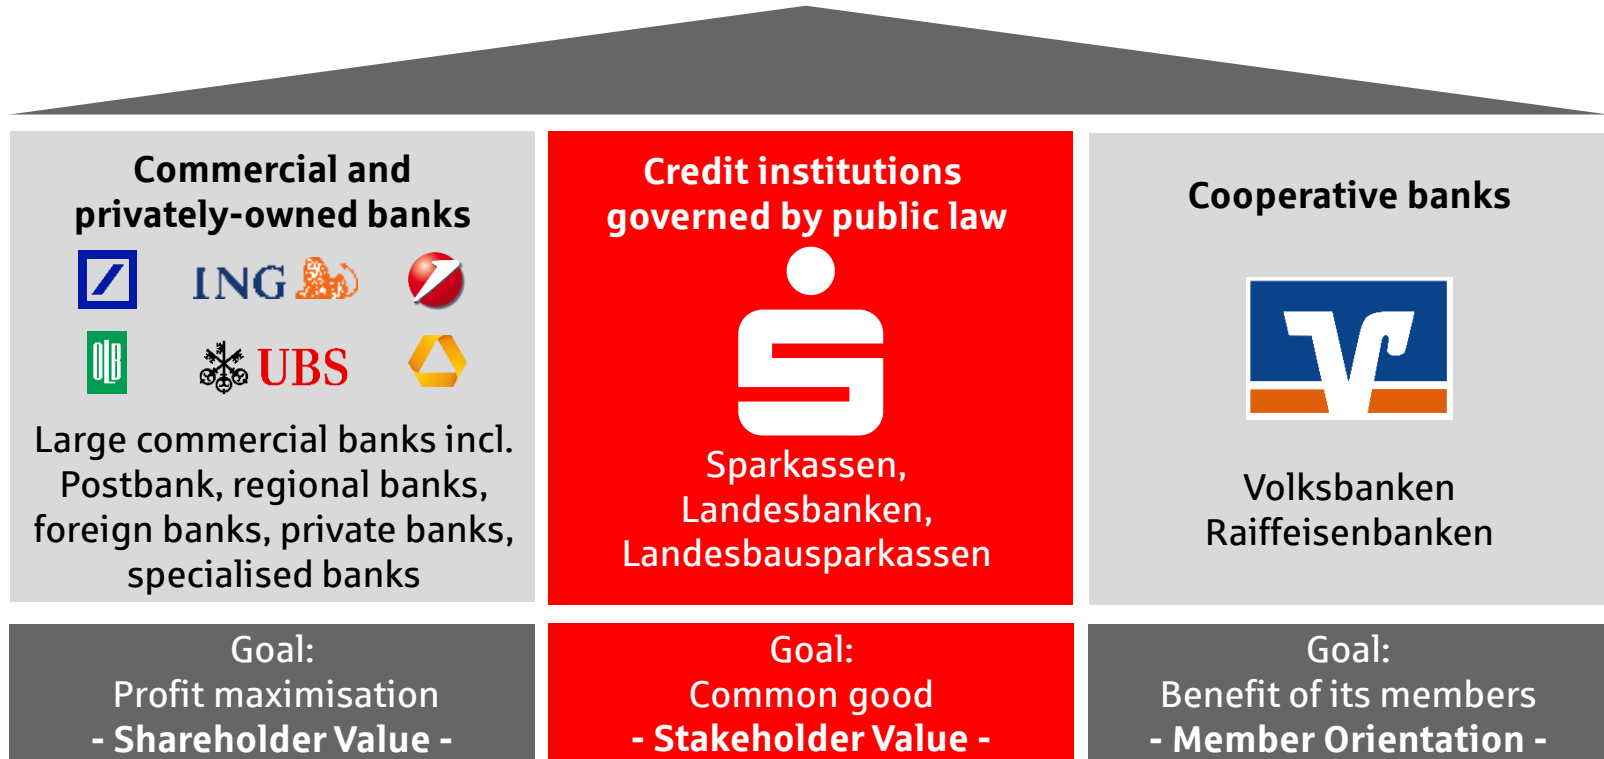 Commercial and
privately-owned banks
ING
OLB
UBS
Large commercial banks incl.
Postbank, regional banks,
foreign banks, private banks,
specialised banks
Goal:
Profit maximisation
- Shareholder Value -
Credit institutions
governed by public law
Sparkassen,
Landesbanken,
Landesbausparkassen
Goal:
Common good
- Stakeholder Value -
Cooperative banks
Volksbanken
Raiffeisenbanken
Goal:
Benefit of its members
- Member Orientation -